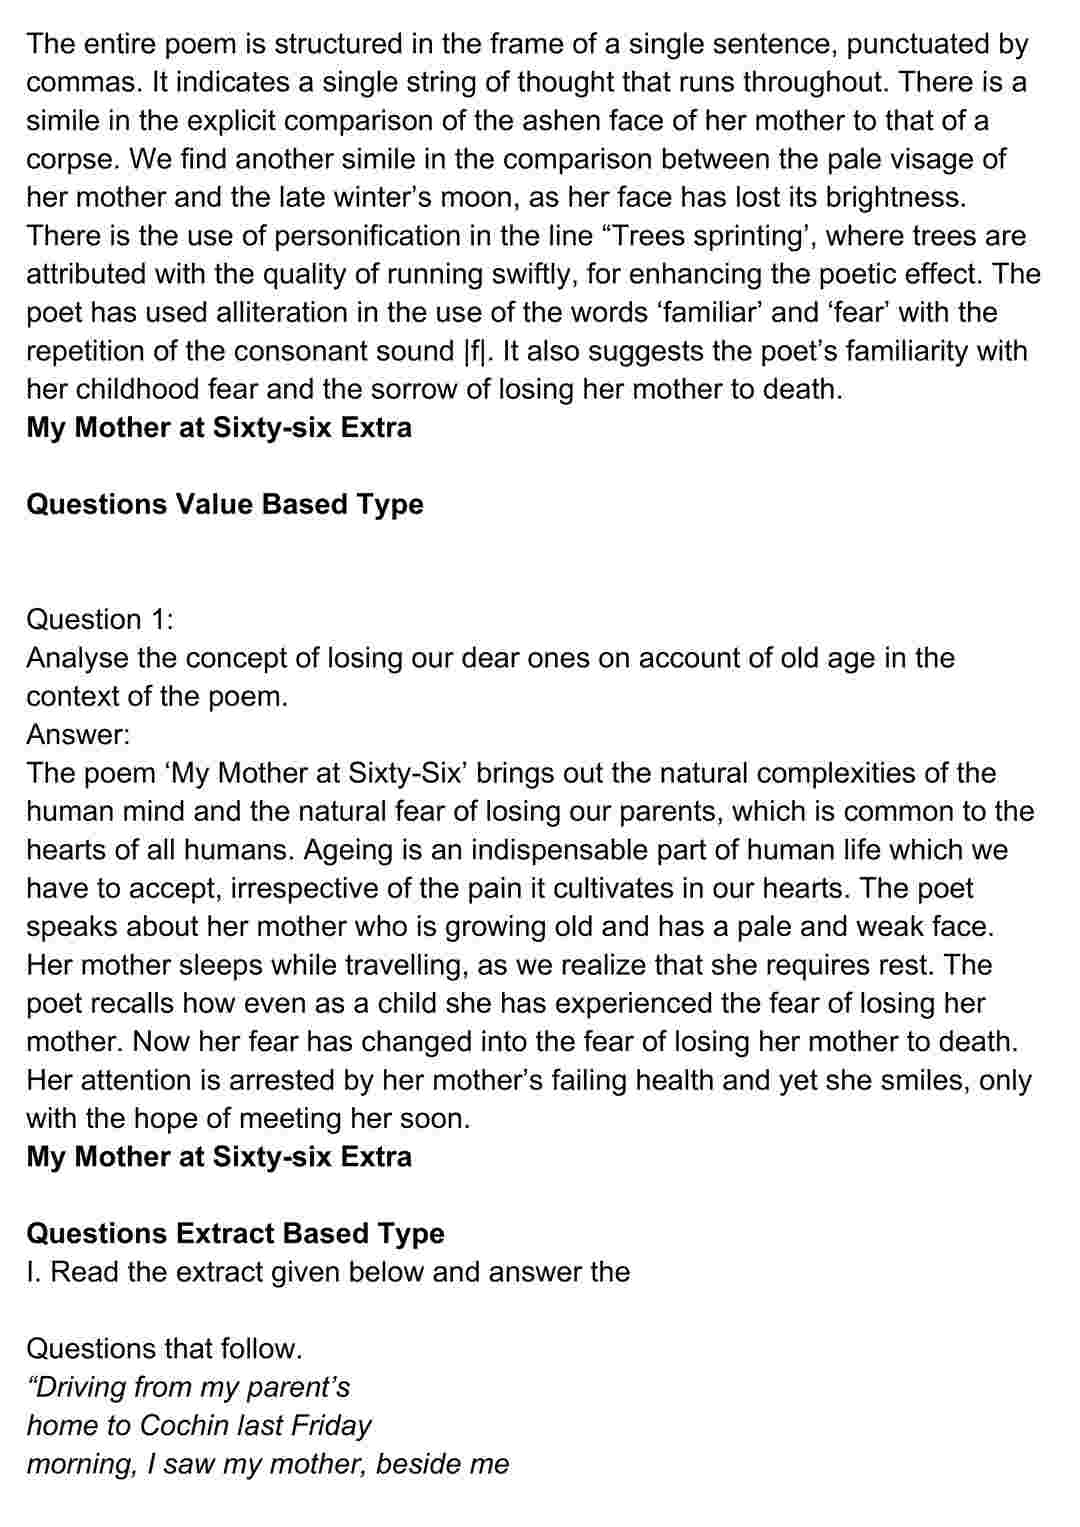 The entire poem is structured in the frame of a single sentence, punctuated by
commas. It indicates a single string of thought that runs throughout. There is a
simile in the explicit comparison of the ashen face of her mother to that of a
corpse. We find another simile in the comparison between the pale visage of
her mother and the late winter’s moon, as her face has lost its brightness.
There is the use of personification in the line “Trees sprinting’, where trees are
attributed with the quality of running swiftly, for enhancing the poetic effect. The
poet has used alliteration in the use of the words ‘familiar’ and ‘fear’ with the
repetition of the consonant sound |f|. It also suggests the poet’s familiarity with
her childhood fear and the sorrow of losing her mother to death.
My Mother at Sixty-six Extra
Questions Value Based Type
Question 1:
Analyse the concept of losing our dear ones on account of old age in the
context of the poem.
Answer:
The poem ‘My Mother at Sixty-Six’ brings out the natural complexities of the
human mind and the natural fear of losing our parents, which is common to the
hearts of all humans. Ageing is an indispensable part of human life which we
have to accept, irrespective of the pain it cultivates in our hearts. The poet
speaks about her mother who is growing old and has a pale and weak face.
Her mother sleeps while travelling, as we realize that she requires rest. The
poet recalls how even as a child she has experienced the fear of losing her
mother. Now her fear has changed into the fear of losing her mother to death.
Her attention is arrested by her mother’s failing health and yet she smiles, only
with the hope of meeting her soon.
My Mother at Sixty-six Extra
Questions Extract Based Type
I. Read the extract given below and answer the
Questions that follow.
“Driving from my parent’s
home to Cochin last Friday
morning, I saw my mother, beside me